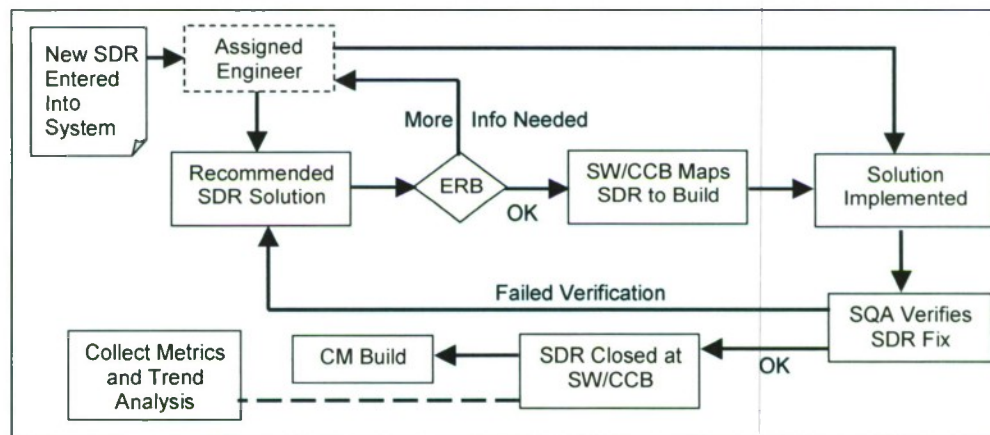 New SDR
Entered
Into
System
Assigned
Engineer
More Info Needed
Recommended
SDR Solution
ERB
OK
SW/CCB Maps
SDR to Build
Solution
Implemented
Failed Verification
SQA Verifies
SDR Fix
OK
SDR Closed at
SW/CCB
CM Build
Collect Metrics
and Trend
Analysis